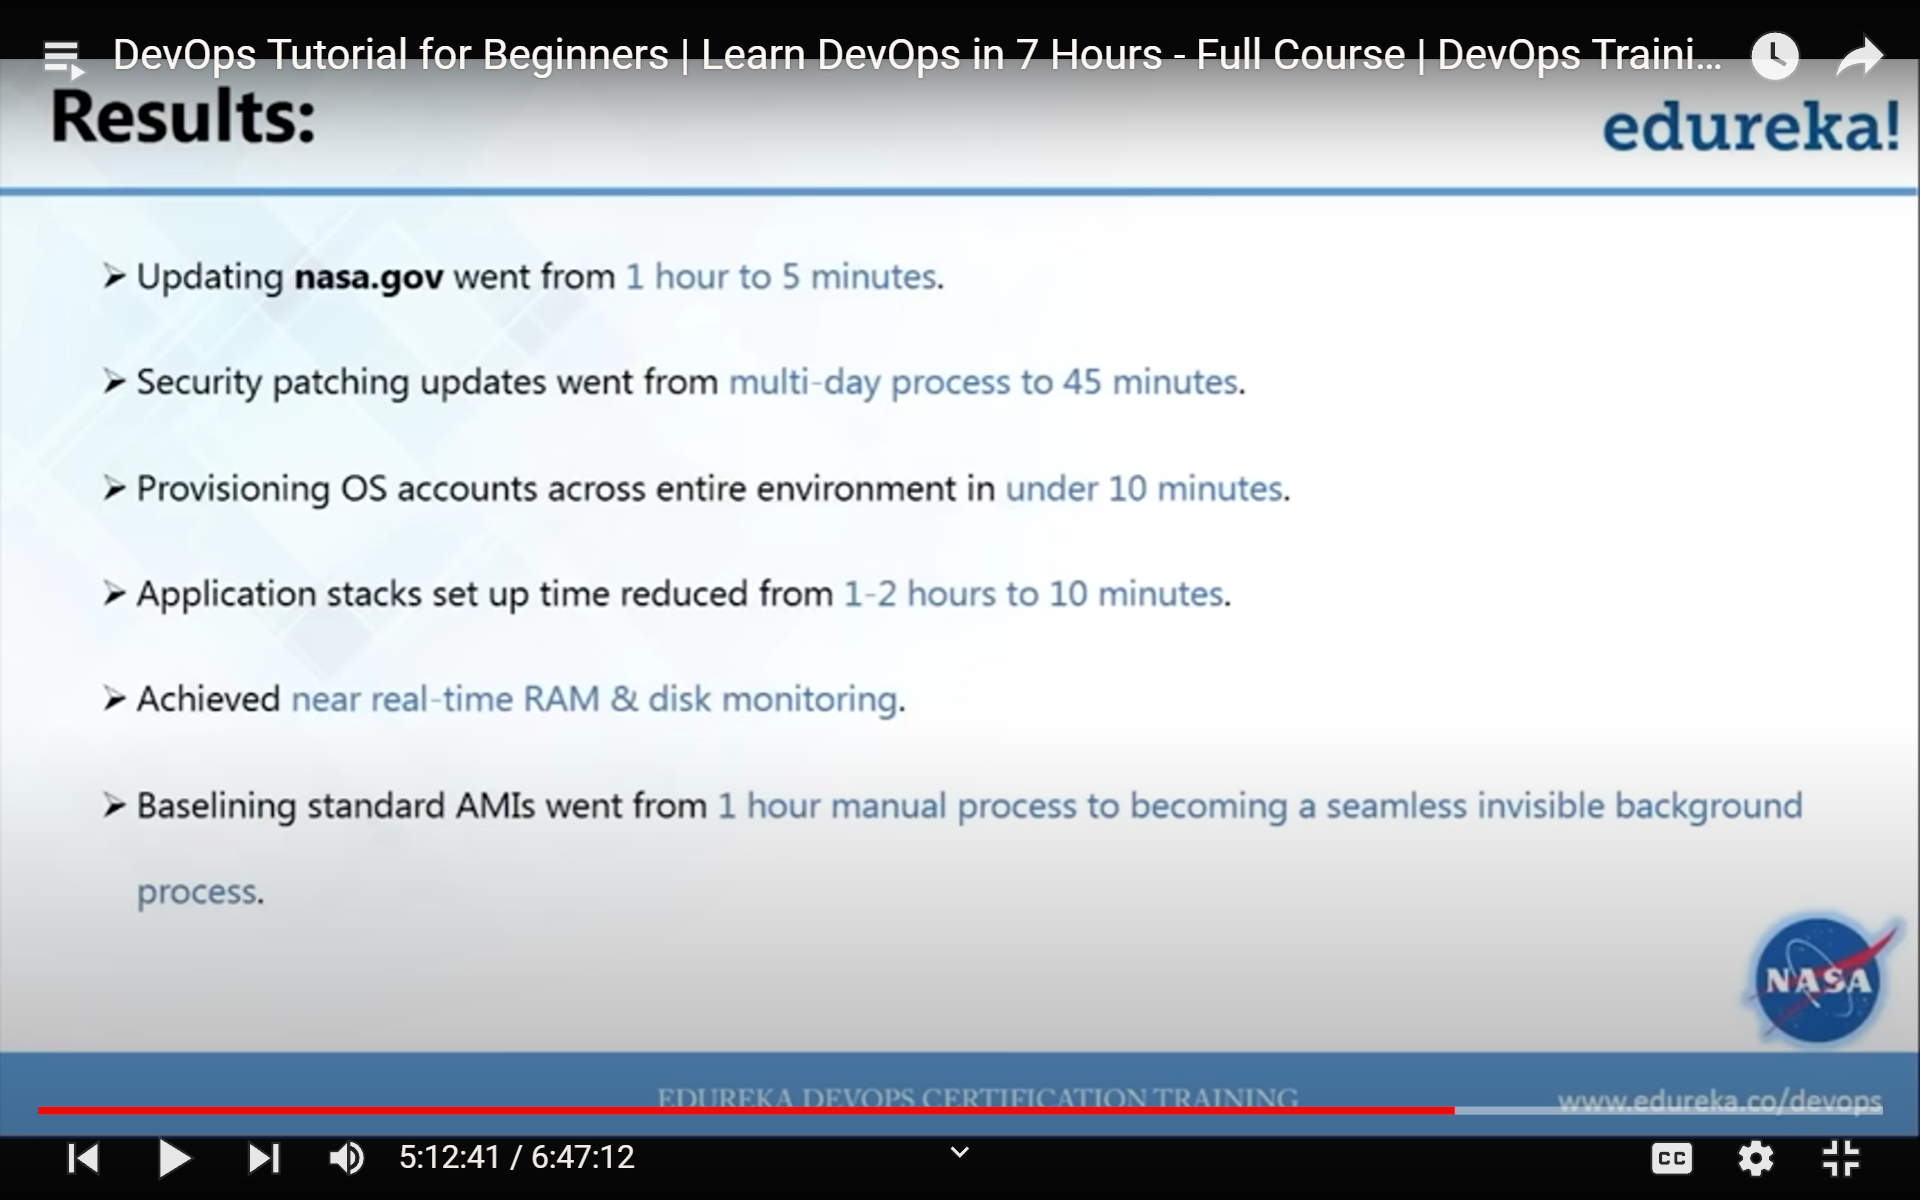 DevOps Tutorial for Beginners | Learn DevOps in 7 Hours - Full Course | DevOps Traini...
Results:
edureka!
➤ Updating nasa.gov went from 1 hour to 5 minutes.
➤ Security patching updates went from multi-day process to 45 minutes.
➤ Provisioning OS accounts across entire environment in under 10 minutes.
➤ Application stacks set up time reduced from 1-2 hours to 10 minutes.
➤ Achieved near real-time RAM & disk monitoring.
➤ Baselining standard AMIs went from 1 hour manual process to becoming a seamless invisible background
process.
NASA
EDUREKA DEVOPS CERTIFICATION TRAINING
www.edureka.co/devops
5:12:41 / 6:47:12
CC